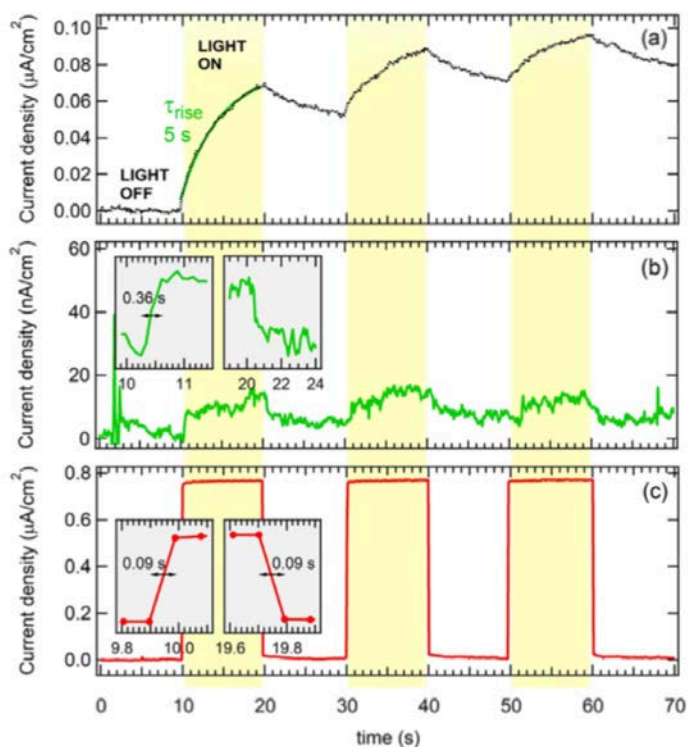 (a)
Current density (µA/cm²)
0.10
0.08
0.06
0.04
0.02
0.00
LIGHT
ON
τrise
5 s
LIGHT
OFF
(b)
Current density (nA/cm²)
60
40
20
0
0.36 s
10 11
20 22 24
(c)
Current density (µA/cm²)
0.8
0.6
0.4
0.2
0.0
0.09 s
9.8 10.0
0.09 s
19.6 19.8
0 10 20 30 40 50 60 70
time (s)